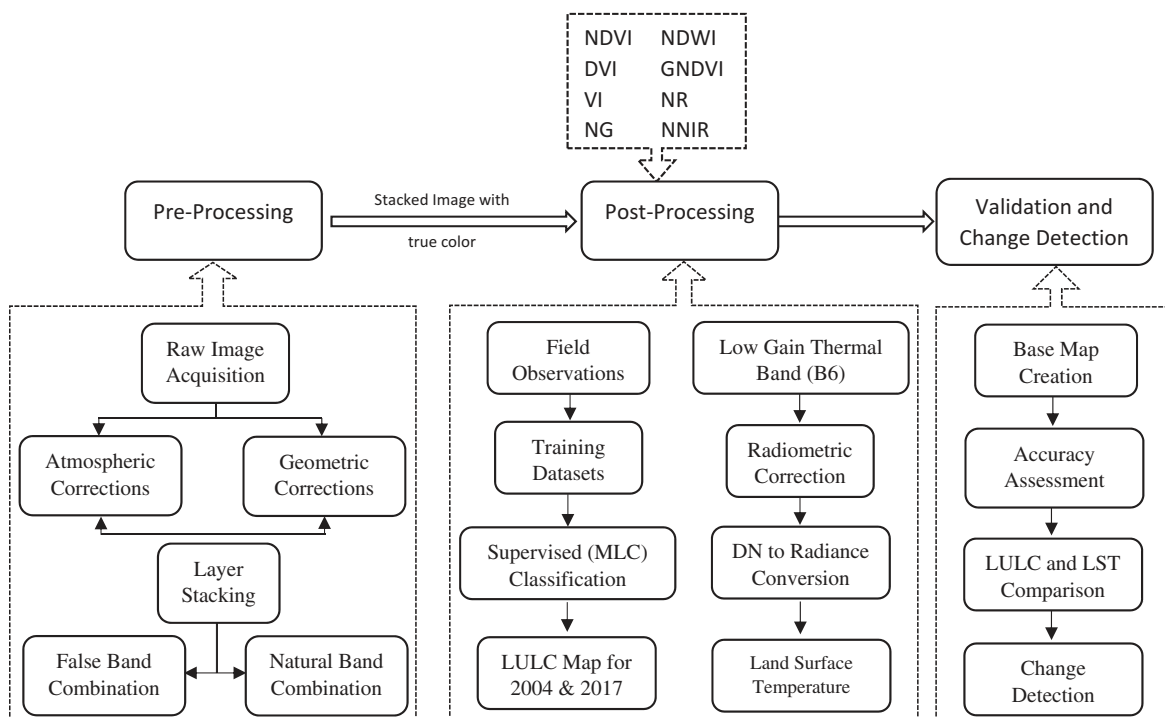 NDVI NDWI
DVI GNDVI
VI NR
NG NNIR
Pre-Processing
Stacked Image with
true color
Post-Processing
Validation and
Change Detection
Raw Image
Acquisition
Atmospheric
Corrections
Geometric
Corrections
Layer
Stacking
False Band
Combination
Natural Band
Combination
Field
Observations
Training
Datasets
Supervised (MLC)
Classification
LULC Map for
2004 & 2017
Low Gain Thermal
Band (B6)
Radiometric
Correction
DN to Radiance
Conversion
Land Surface
Temperature
Base Map
Creation
Accuracy
Assessment
LULC and LST
Comparison
Change
Detection